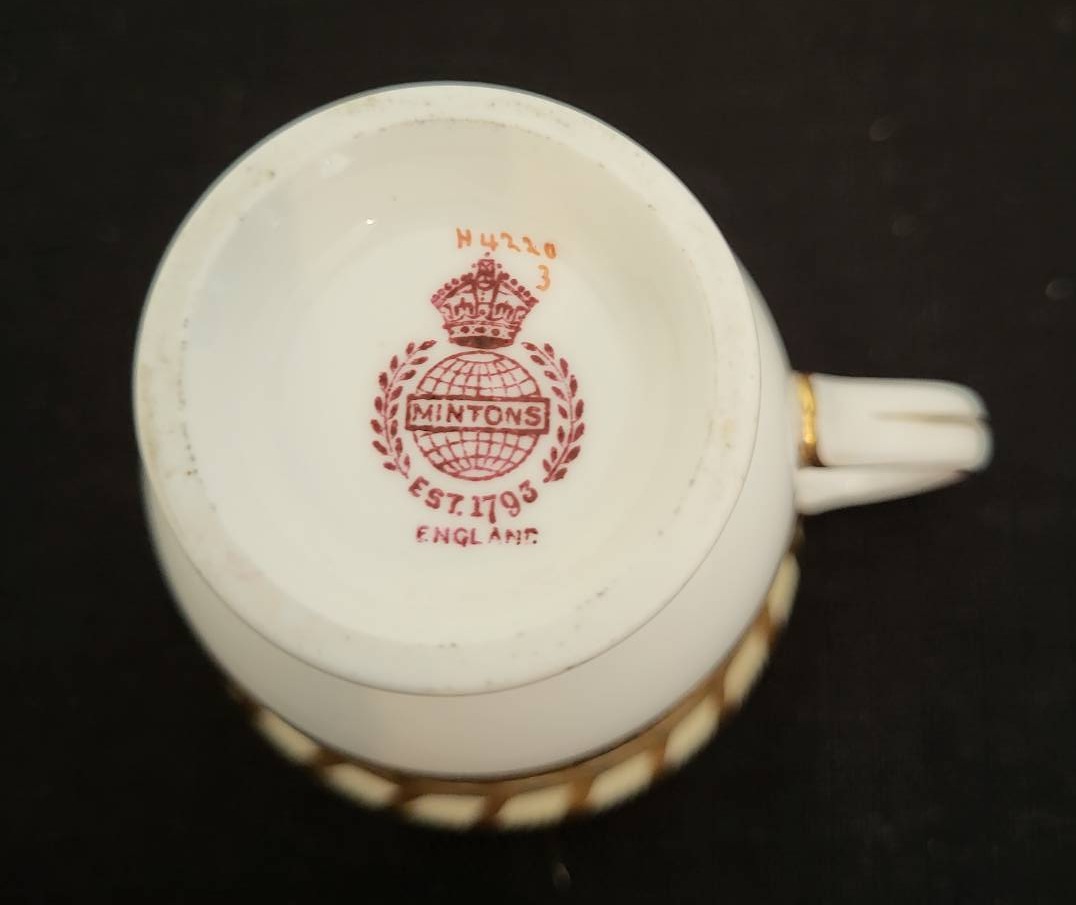 H4220
3
MINTONS
EST. 1793
ENGLAND